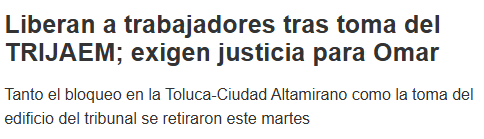 Liberan a trabajadores tras toma del
TRIJAEM; exigen justicia para Omar
Tanto el bloqueo en la Toluca-Ciudad Altamirano como la toma del
edificio del tribunal se retiraron este martes